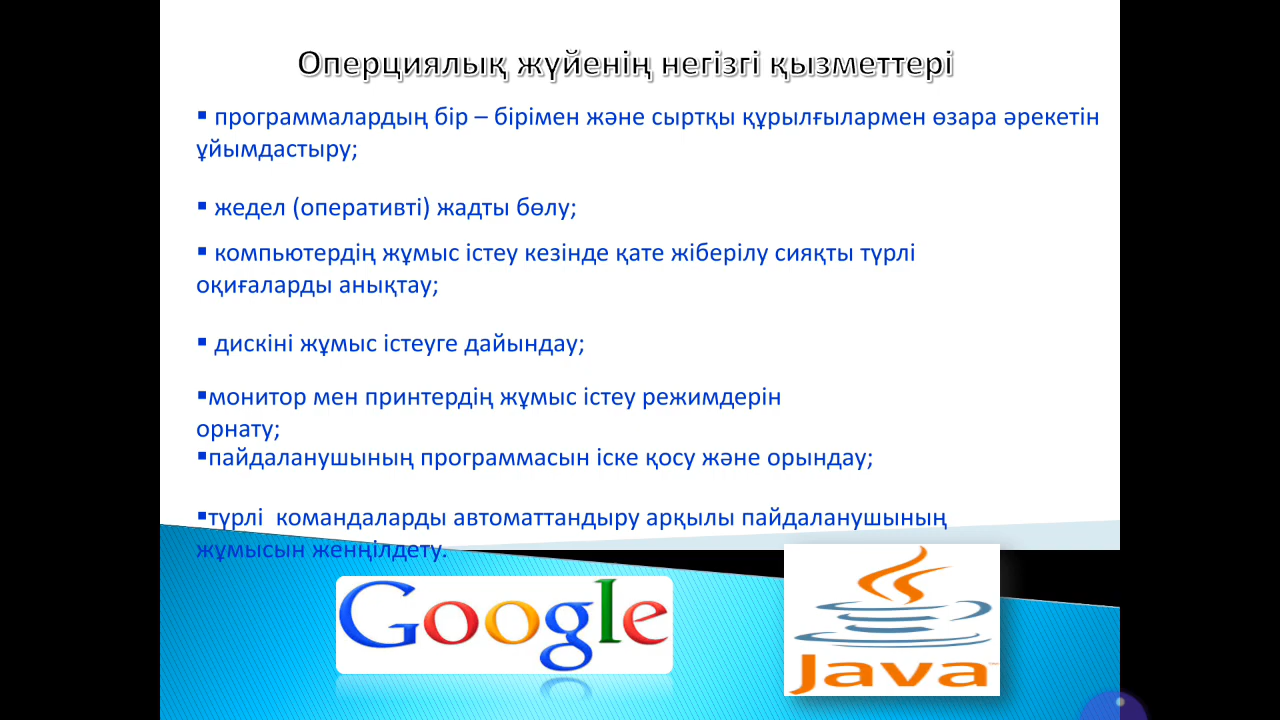 Оперциялық жүйенің негізгі қызметтері
▪ программалардың бір – бірімен және сыртқы құрылғылармен өзара әрекетін
ұйымдастыру;
▪ жедел (оперативті) жадты бөлу;
▪ компьютердің жұмыс істеу кезінде қате жіберілу сияқты түрлі
оқиғаларды анықтау;
▪ дискіні жұмыс істеуге дайындау;
▪монитор мен принтердің жұмыс істеу режимдерін
орнату;
▪пайдаланушының программасын іске қосу және орындау;
▪түрлі  командаларды автоматтандыру арқылы пайдаланушының
жұмысын женңілдету.
Google
Java™